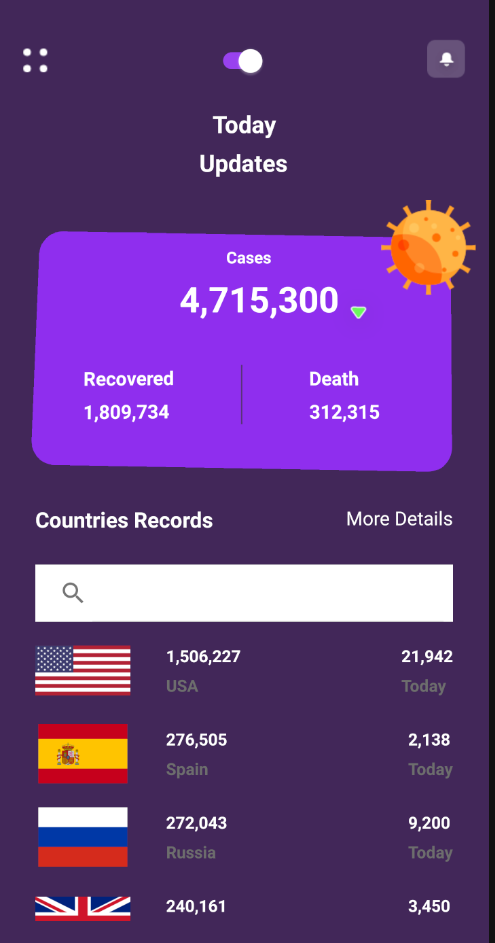 Today
Updates
Cases
4,715,300
Recovered Death
1,809,734 312,315
Countries Records More Details
1,506,227 21,942
USA Today
276,505 2,138
Spain Today
272,043 9,200
Russia Today
240,161 3,450